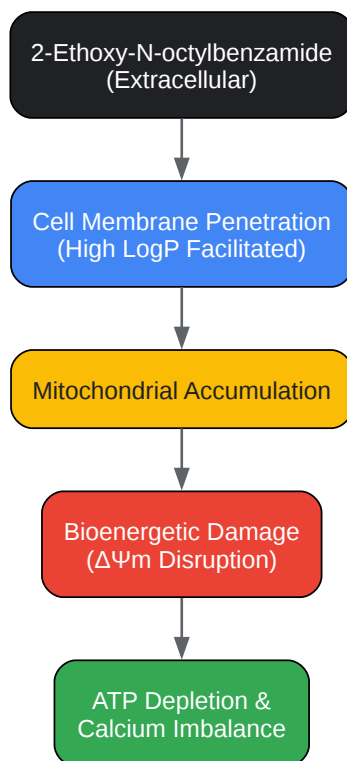 2-Ethoxy-N-octylbenzamide
(Extracellular)
Cell Membrane Penetration
(High LogP Facilitated)
Mitochondrial Accumulation
Bioenergetic Damage
(ΔΨm Disruption)
ATP Depletion &
Calcium Imbalance